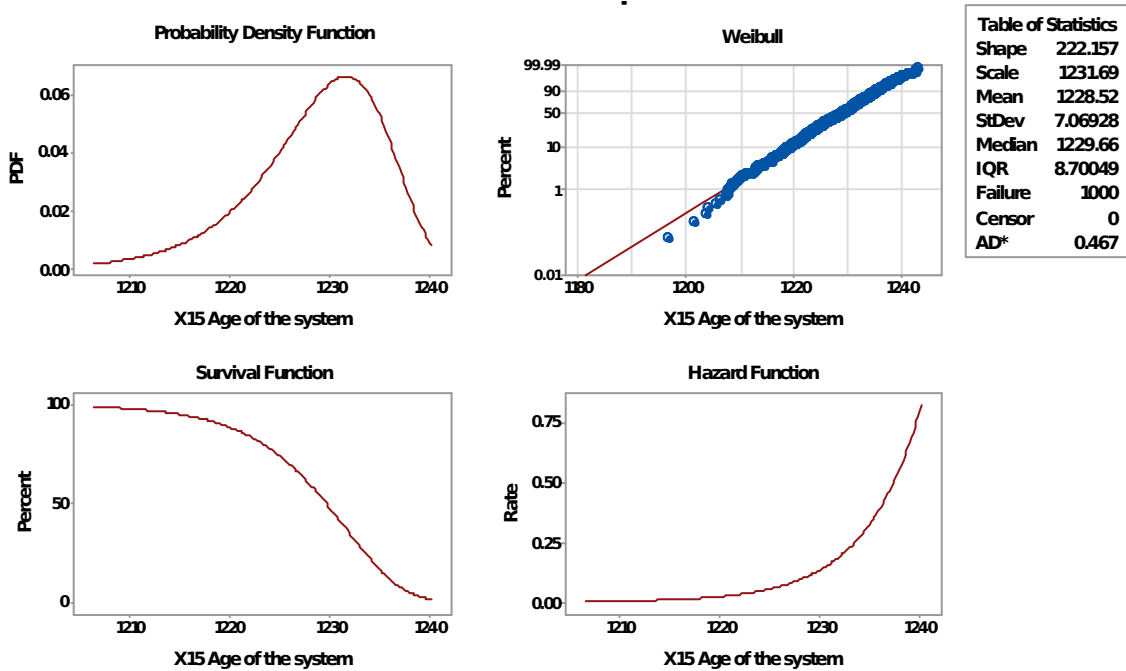 Probability Density Function
0.06
0.04
0.02
0.00
PDF
1210 1220 1230 1240
X15 Age of the system
Weibull
99.99
90
50
10
1
0.01
Percent
1180 1200 1220 1240
X15 Age of the system
Table of Statistics
Shape 222.157
Scale 1231.69
Mean 1228.52
StDev 7.06928
Median 1229.66
IQR 8.70049
Failure 1000
Censor 0
AD* 0.467
Survival Function
100
50
0
Percent
1210 1220 1230 1240
X15 Age of the system
Hazard Function
0.75
0.50
0.25
0.00
Rate
1210 1220 1230 1240
X15 Age of the system